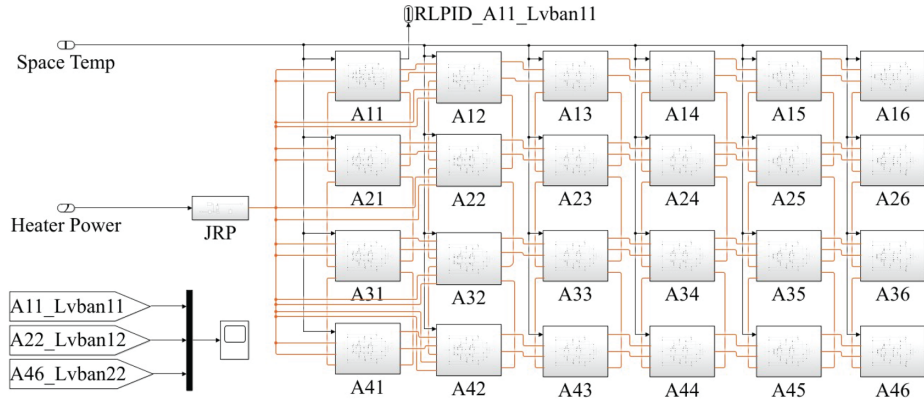 RLPID_A11_Lvban11
Space Temp
A11 A12 A13 A14 A15 A16
A21 A22 A23 A24 A25 A26
Heater Power
JRP
A31 A32 A33 A34 A35 A36
A11_Lvban11
A22_Lvban12
A46_Lvban22
A41 A42 A43 A44 A45 A46